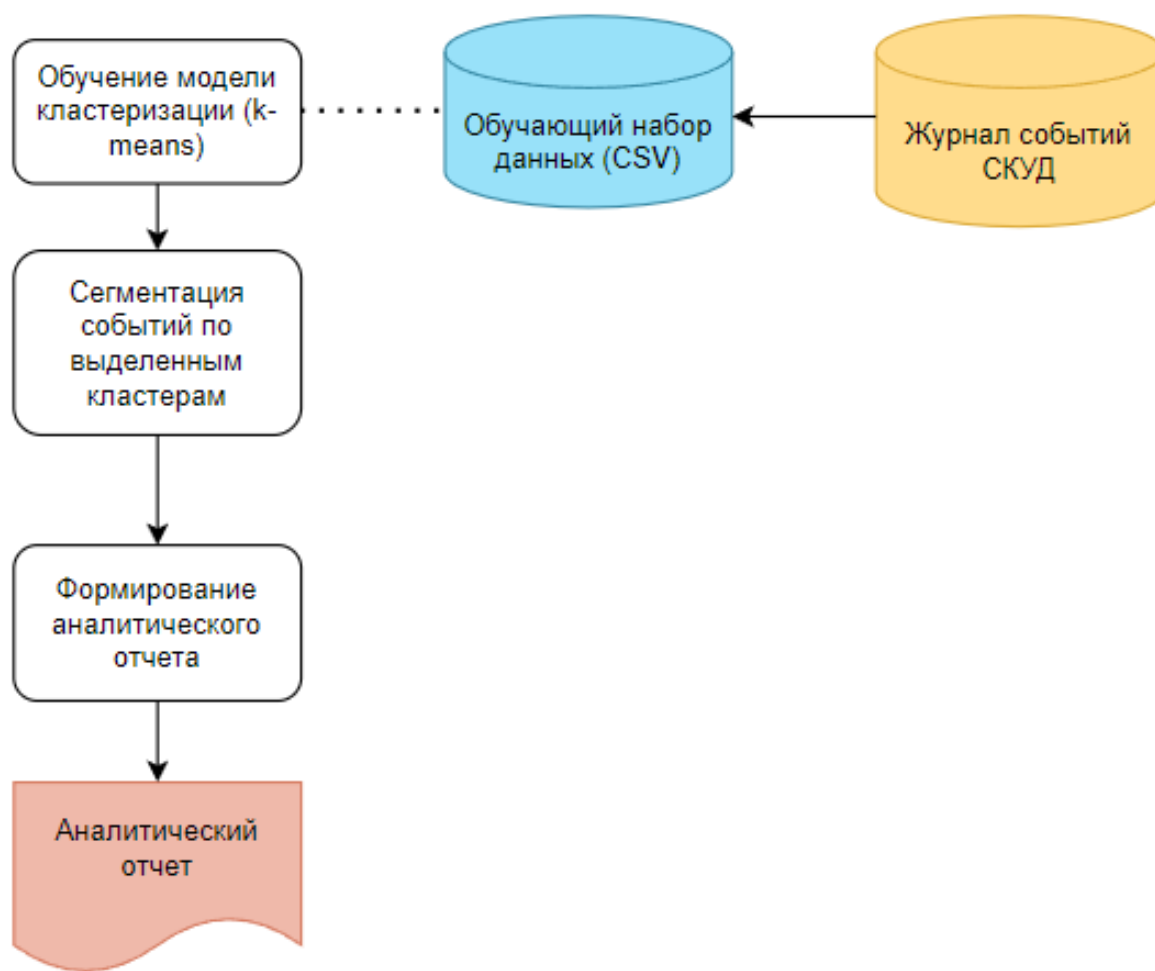 Обучение модели
кластеризации (k-
means)
Обучающий набор
данных (CSV)
Журнал событий
СКУД
Сегментация
событий по
выделенным
кластерам
Формирование
аналитического
отчета
Аналитический
отчет